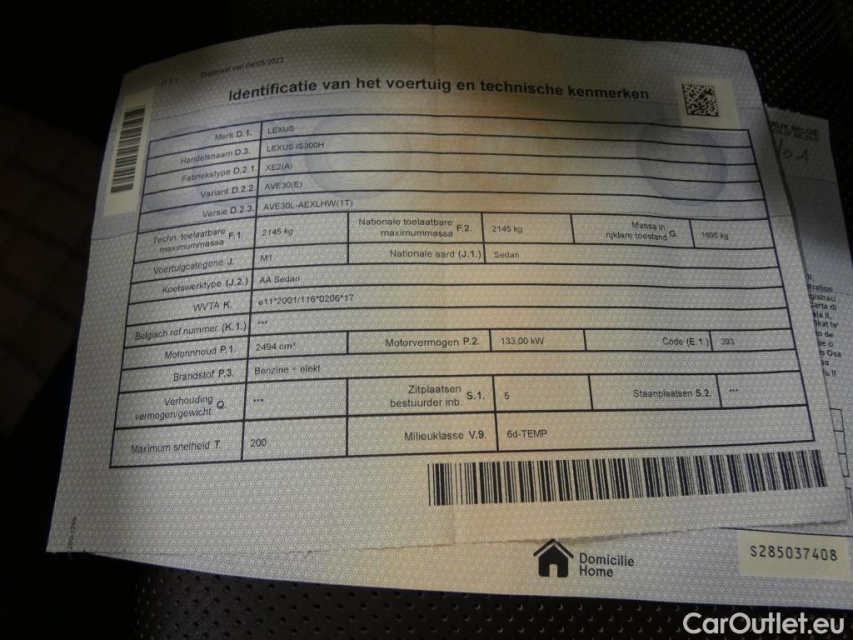 04/05/2022
Identificatie van het voertuig en technische kenmerken
Merk D.1. LEXUS
Handelsnaam D.3. LEXUS IS300H
Fabriekstype D.2.1. XE2(A)
Variant D.2.2. AVE30(E)
Versie D.2.3. AVE30L-AEXLHW(1T)
Techn. toelaatbare maximummassa F.1. 2145 kg Nationale toelaatbare maximummassa F.2. 2145 kg Massa in rijklare toestand G. 1695 kg
Voertuigcategorie J. M1 Nationale aard (J.1.) Sedan
Koetswerktype (J.2.) AA Sedan
WVTA K. e11*2001/116*0206*17
Belgisch ref nummer (K.1.) ---
Motorinhoud P.1. 2494 cm³ Motorvermogen P.2. 133,00 kW Code (E.1.) 393
Brandstof P.3. Benzine + elekt
Verhouding vermogen/gewicht Q. --- Zitplaatsen bestuurder inb. S.1. 5 Staanplaatsen S.2. ---
Maximum snelheid T. 200 Milieuklasse V.9. 6d-TEMP
Domicilie
Home
S285037408
CarOutlet.eu